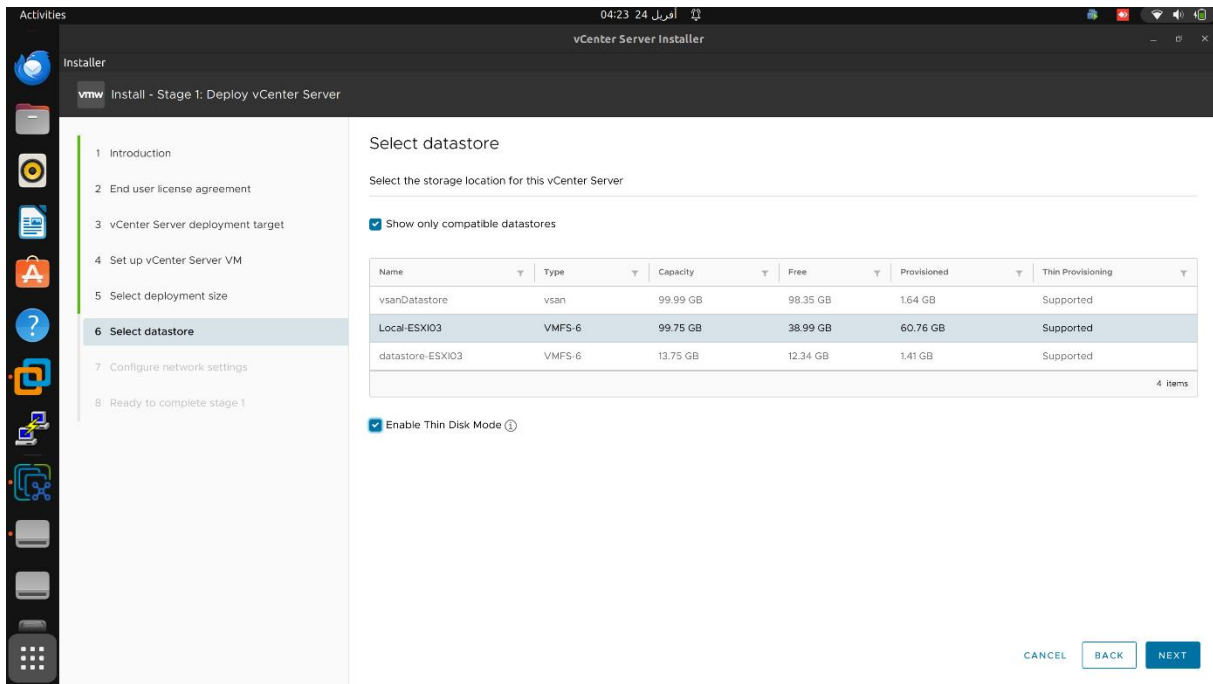 Activities
04:23 24 أفريل
vCenter Server Installer
Installer
vmw Install - Stage 1: Deploy vCenter Server
1 Introduction
2 End user license agreement
3 vCenter Server deployment target
4 Set up vCenter Server VM
5 Select deployment size
6 Select datastore
7 Configure network settings
8 Ready to complete stage 1
Select datastore
Select the storage location for this vCenter Server
Show only compatible datastores
Name Type Capacity Free Provisioned Thin Provisioning
vsanDatastore vsan 99.99 GB 98.35 GB 1.64 GB Supported
Local-ESXI03 VMFS-6 99.75 GB 38.99 GB 60.76 GB Supported
datastore-ESXI03 VMFS-6 13.75 GB 12.34 GB 1.41 GB Supported
4 items
Enable Thin Disk Mode
CANCEL BACK NEXT